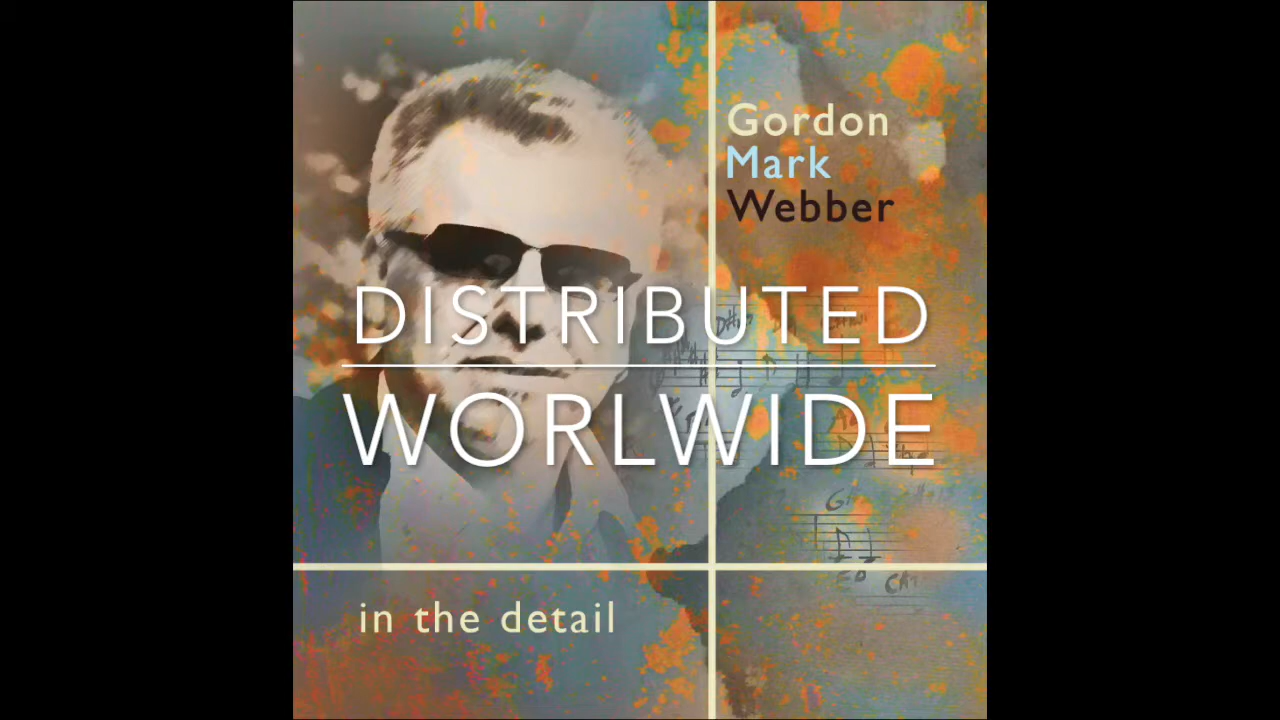 Gordon
Mark
Webber
DISTRIBUTED
WORLWIDE
in the detail